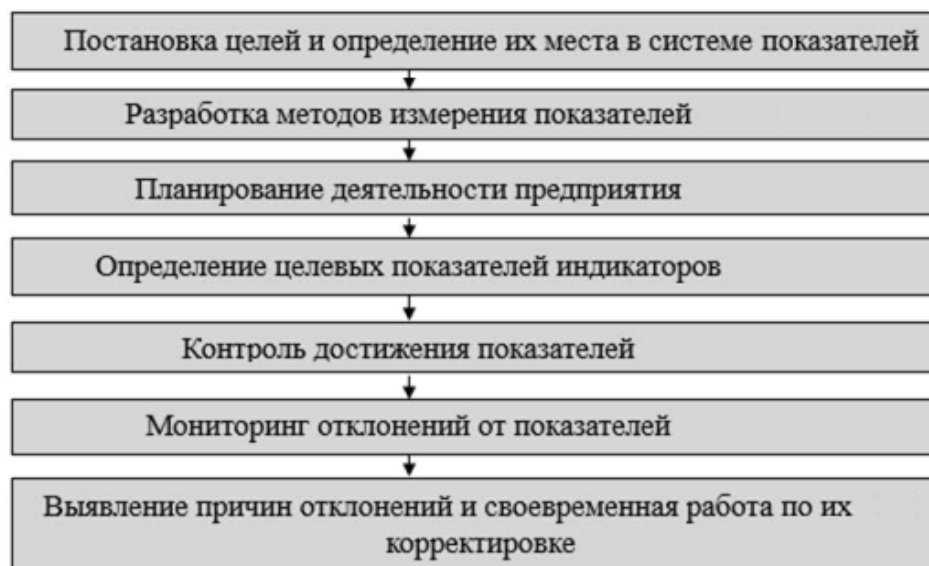 Постановка целей и определение их места в системе показателей
Разработка методов измерения показателей
Планирование деятельности предприятия
Определение целевых показателей индикаторов
Контроль достижения показателей
Мониторинг отклонений от показателей
Выявление причин отклонений и своевременная работа по их
корректировке